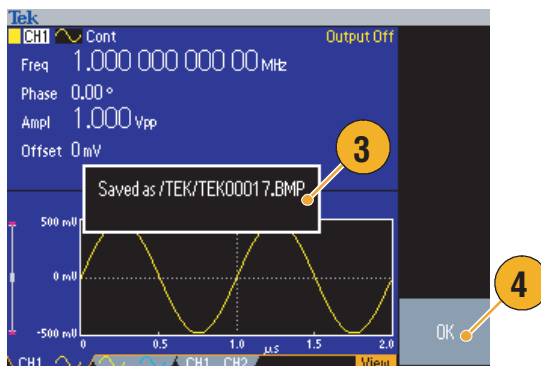 Tek
CH1 Cont Output Off
Freq 1.000 000 000 00 MHz
Phase 0.00 °
Ampl 1.000 Vpp
Offset 0 mV
3
Saved as /TEK/TEK00017.BMP
500 mV
0 mV
-500 mV
0 0.5 1.0 µs 1.5 2.0
4
OK
CH1 CH1 CH2 View